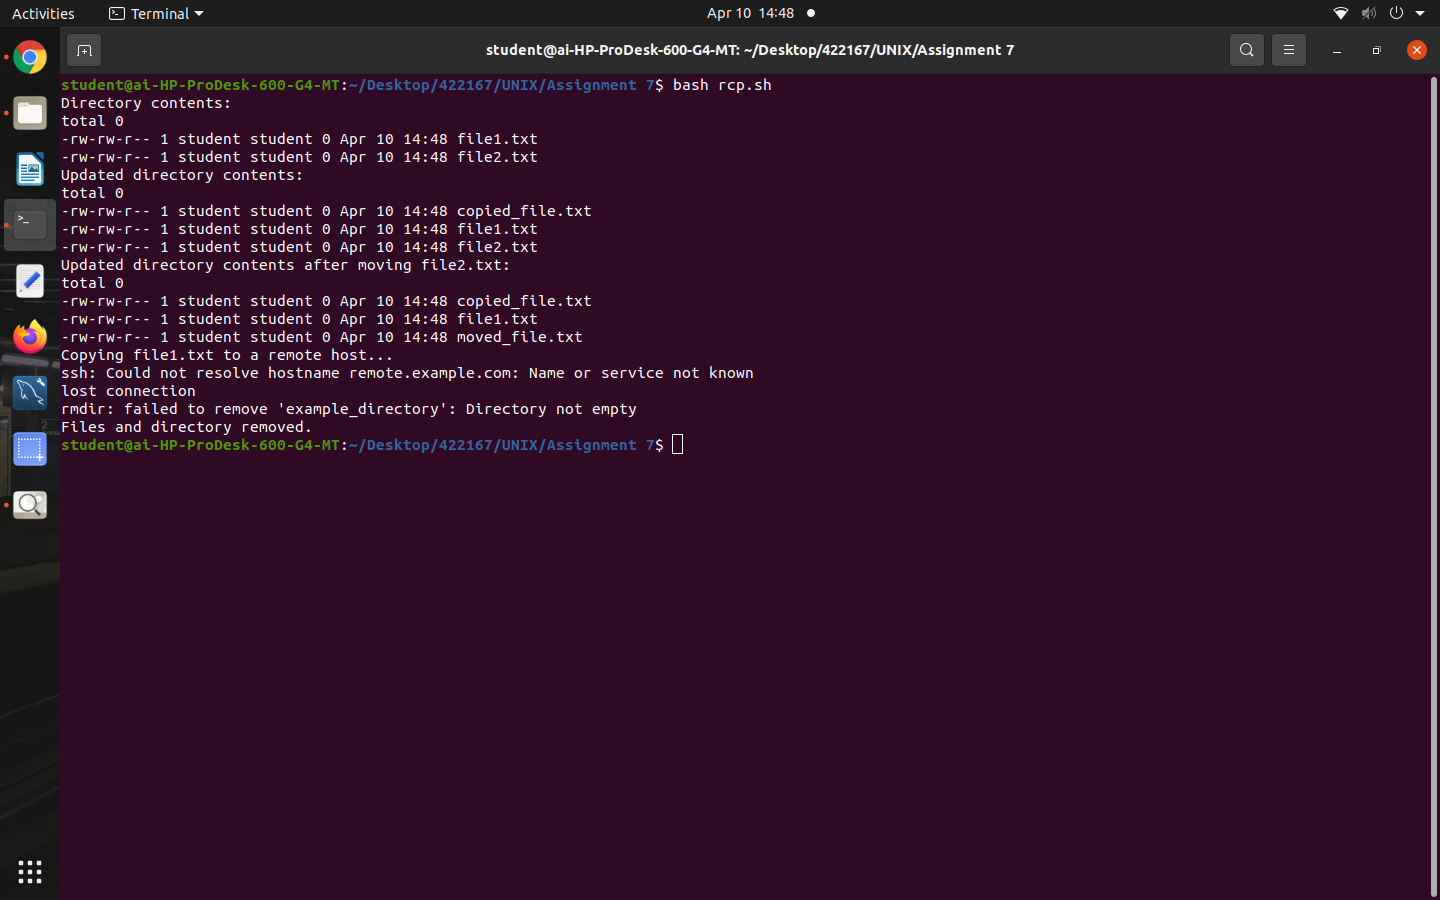 Activities
Terminal
Apr 10 14:48
student@ai-HP-ProDesk-600-G4-MT: ~/Desktop/422167/UNIX/Assignment 7
student@ai-HP-ProDesk-600-G4-MT:~/Desktop/422167/UNIX/Assignment 7$ bash rcp.sh
Directory contents:
total 0
-rw-rw-r-- 1 student student 0 Apr 10 14:48 file1.txt
-rw-rw-r-- 1 student student 0 Apr 10 14:48 file2.txt
Updated directory contents:
total 0
-rw-rw-r-- 1 student student 0 Apr 10 14:48 copied_file.txt
-rw-rw-r-- 1 student student 0 Apr 10 14:48 file1.txt
-rw-rw-r-- 1 student student 0 Apr 10 14:48 file2.txt
Updated directory contents after moving file2.txt:
total 0
-rw-rw-r-- 1 student student 0 Apr 10 14:48 copied_file.txt
-rw-rw-r-- 1 student student 0 Apr 10 14:48 file1.txt
-rw-rw-r-- 1 student student 0 Apr 10 14:48 moved_file.txt
Copying file1.txt to a remote host...
ssh: Could not resolve hostname remote.example.com: Name or service not known
lost connection
rmdir: failed to remove 'example_directory': Directory not empty
Files and directory removed.
student@ai-HP-ProDesk-600-G4-MT:~/Desktop/422167/UNIX/Assignment 7$